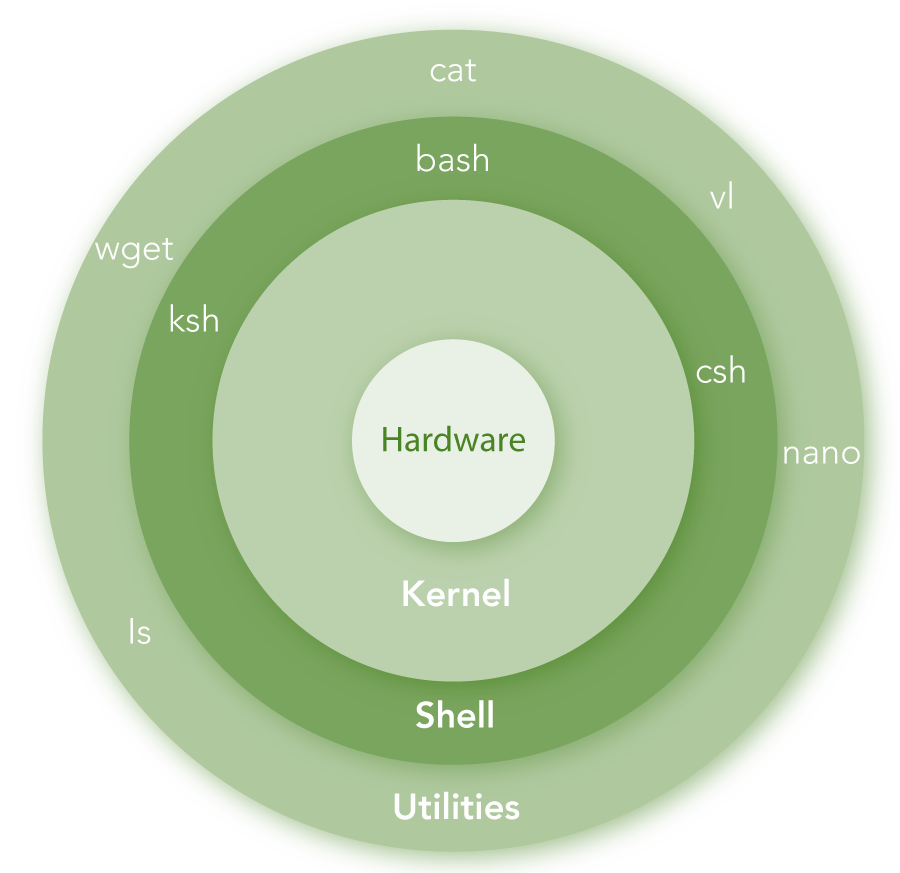 cat
bash
vl
wget
ksh
csh
Hardware
nano
Kernel
ls
Shell
Utilities